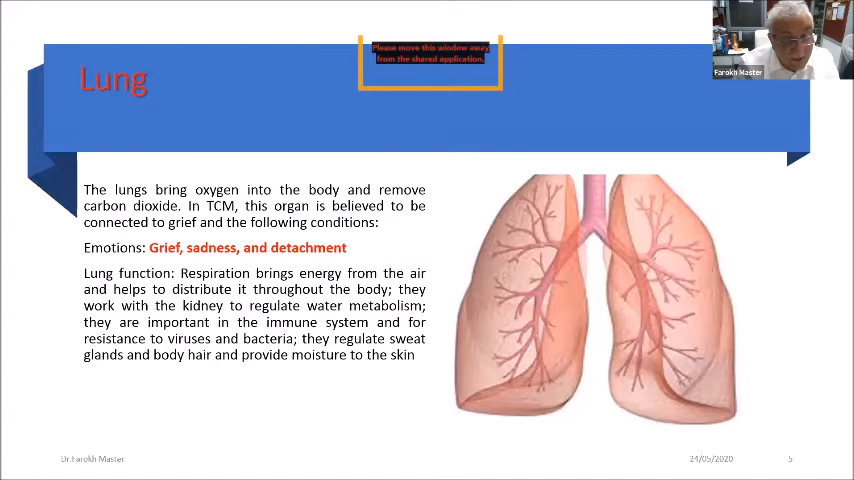 Please move this window away
from the shared application.
Farokh Master
Lung
The lungs bring oxygen into the body and remove
carbon dioxide. In TCM, this organ is believed to be
connected to grief and the following conditions:
Emotions: Grief, sadness, and detachment
Lung function: Respiration brings energy from the air
and helps to distribute it throughout the body; they
work with the kidney to regulate water metabolism;
they are important in the immune system and for
resistance to viruses and bacteria; they regulate sweat
glands and body hair and provide moisture to the skin
Dr.Farokh Master
24/05/2020
5